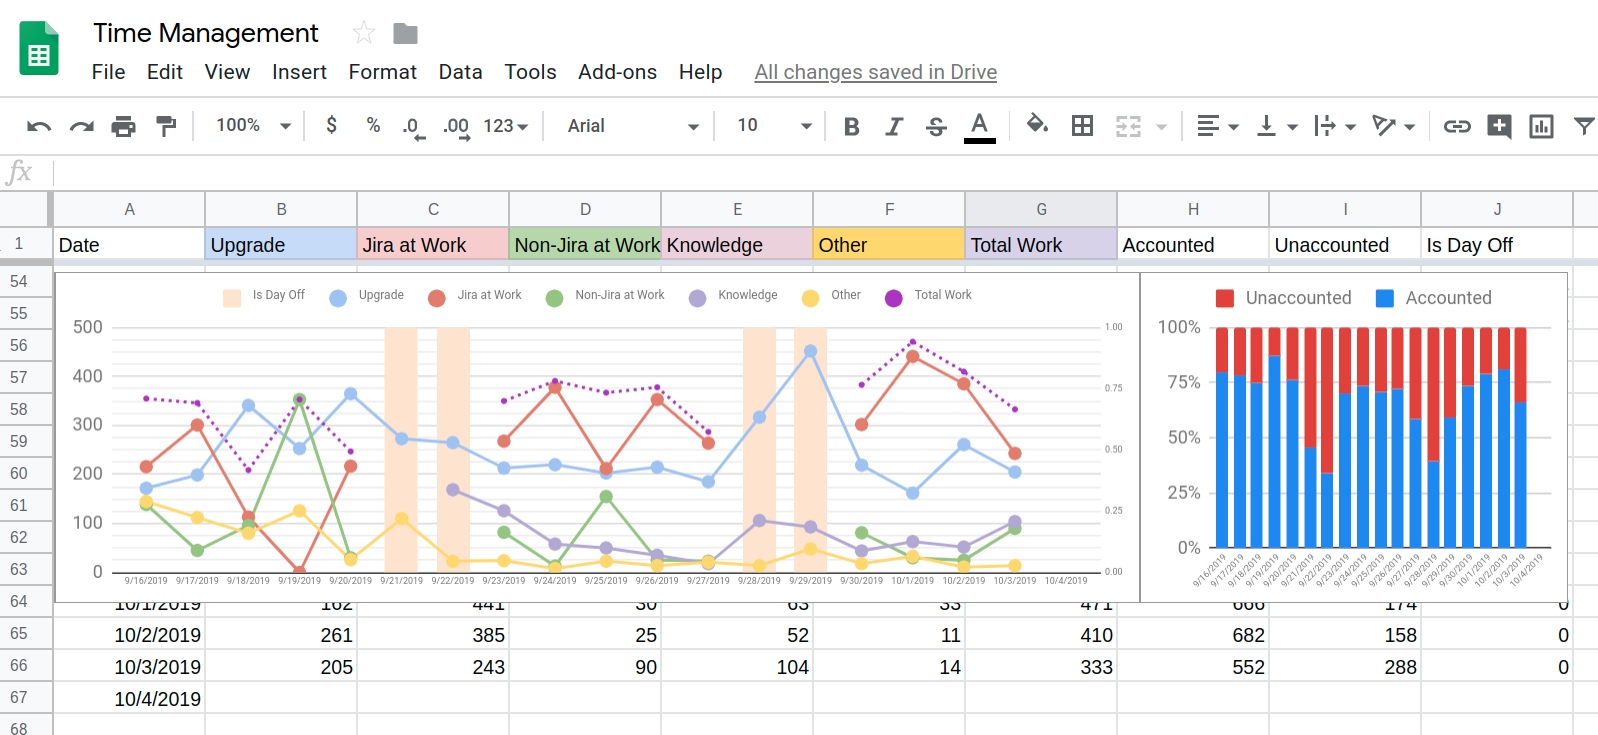 Time Management
File Edit View Insert Format Data Tools Add-ons Help All changes saved in Drive
100% $ % .0 .00 123 Arial 10 B I S A
fx
A B C D E F G H I J
1 Date Upgrade Jira at Work Non-Jira at Work Knowledge Other Total Work Accounted Unaccounted Is Day Off
54
55
56
57
58
59
60
61
62
63
Is Day Off Upgrade Jira at Work Non-Jira at Work Knowledge Other Total Work
500 1.00
400 0.75
300 0.50
200
100 0.25
0 0.00
9/16/2019 9/17/2019 9/18/2019 9/19/2019 9/20/2019 9/21/2019 9/22/2019 9/23/2019 9/24/2019 9/25/2019 9/26/2019 9/27/2019 9/28/2019 9/29/2019 9/30/2019 10/1/2019 10/2/2019 10/3/2019 10/4/2019
Unaccounted Accounted
100%
75%
50%
25%
0%
9/16/2019 9/17/2019 9/18/2019 9/19/2019 9/20/2019 9/21/2019 9/22/2019 9/23/2019 9/24/2019 9/25/2019 9/26/2019 9/27/2019 9/28/2019 9/29/2019 9/30/2019 10/1/2019 10/2/2019 10/3/2019 10/4/2019
64 10/1/2019 162 441 30 63 33 471 666 174 0
65 10/2/2019 261 385 25 52 11 410 682 158 0
66 10/3/2019 205 243 90 104 14 333 552 288 0
67 10/4/2019
68